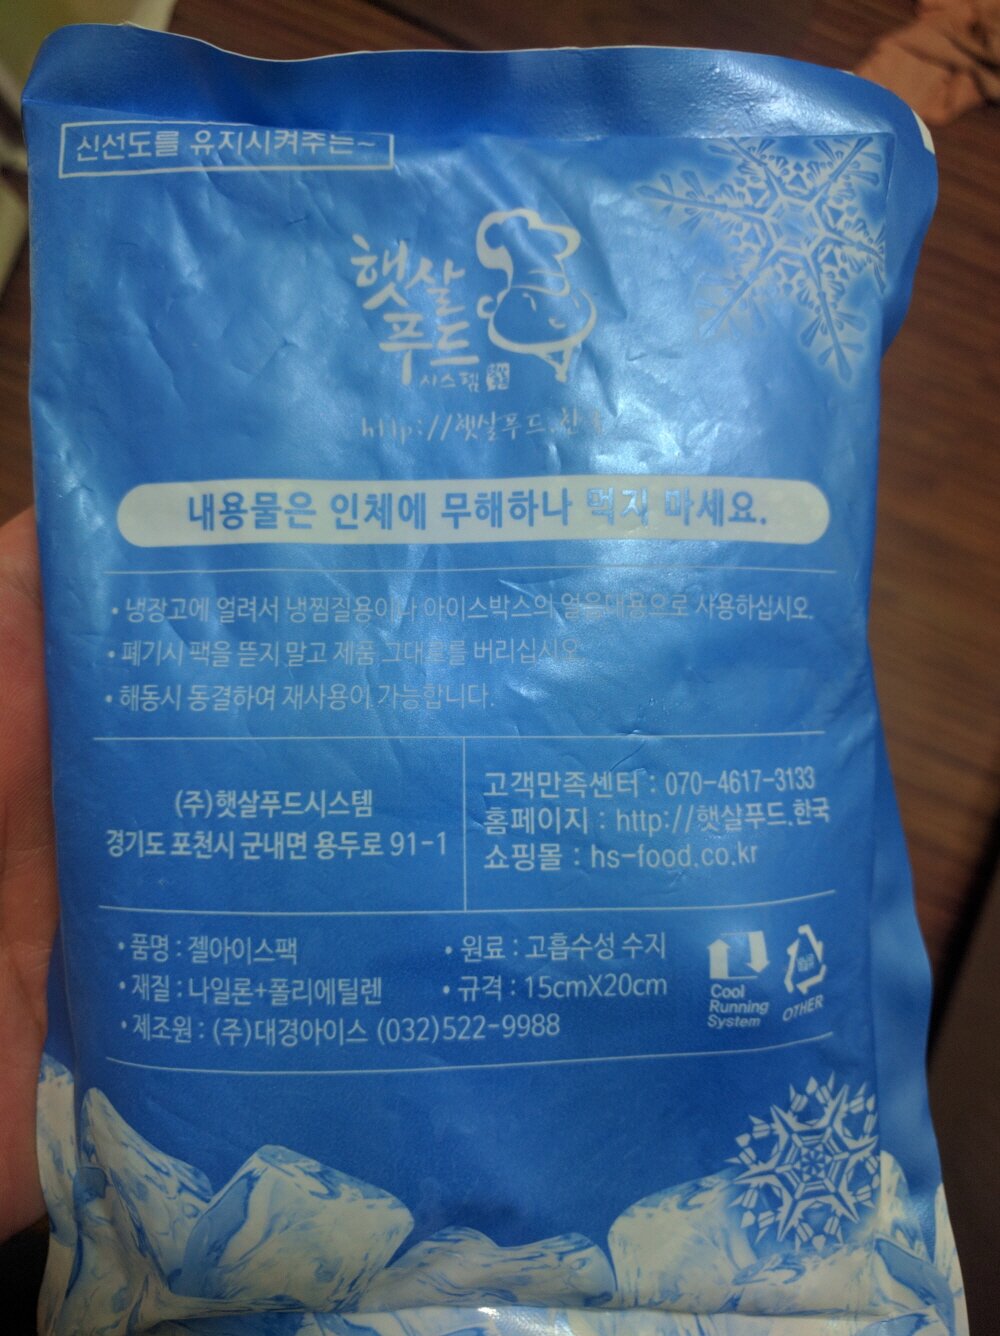 신선도를 유지시켜주는~
햇살
푸드
시스템
http://햇살푸드.한국
내용물은 인체에 무해하나 먹지 마세요.
• 냉장고에 얼려서 냉찜질용이나 아이스박스의 얼음대용으로 사용하십시오.
• 폐기시 팩을 뜯지 말고 제품 그대로를 버리십시오.
• 해동시 동결하여 재사용이 가능합니다.
(주)햇살푸드시스템
경기도 포천시 군내면 용두로 91-1
고객만족센터 : 070-4617-3133
홈페이지 : http://햇살푸드.한국
쇼핑몰 : hs-food.co.kr
• 품명 : 젤아이스팩
• 원료 : 고흡수성 수지
• 재질 : 나일론+폴리에틸렌
• 규격 : 15cmX20cm
• 제조원 : (주)대경아이스 (032)522-9988
Cool
Running
System
OTHER